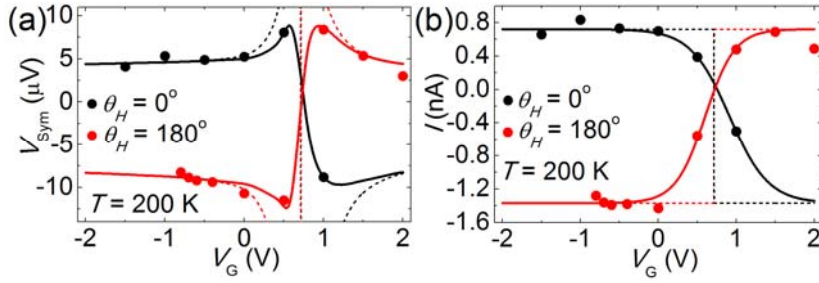 (a)
10
5
0
-5
-10
V_Sym (μV)
θ_H = 0°
θ_H = 180°
T = 200 K
-2 -1 0 1 2
V_G (V)
(b)
1.2
0.8
0.4
0.0
-0.4
-0.8
-1.2
-1.6
I (nA)
θ_H = 0°
θ_H = 180°
T = 200 K
-2 -1 0 1 2
V_G (V)